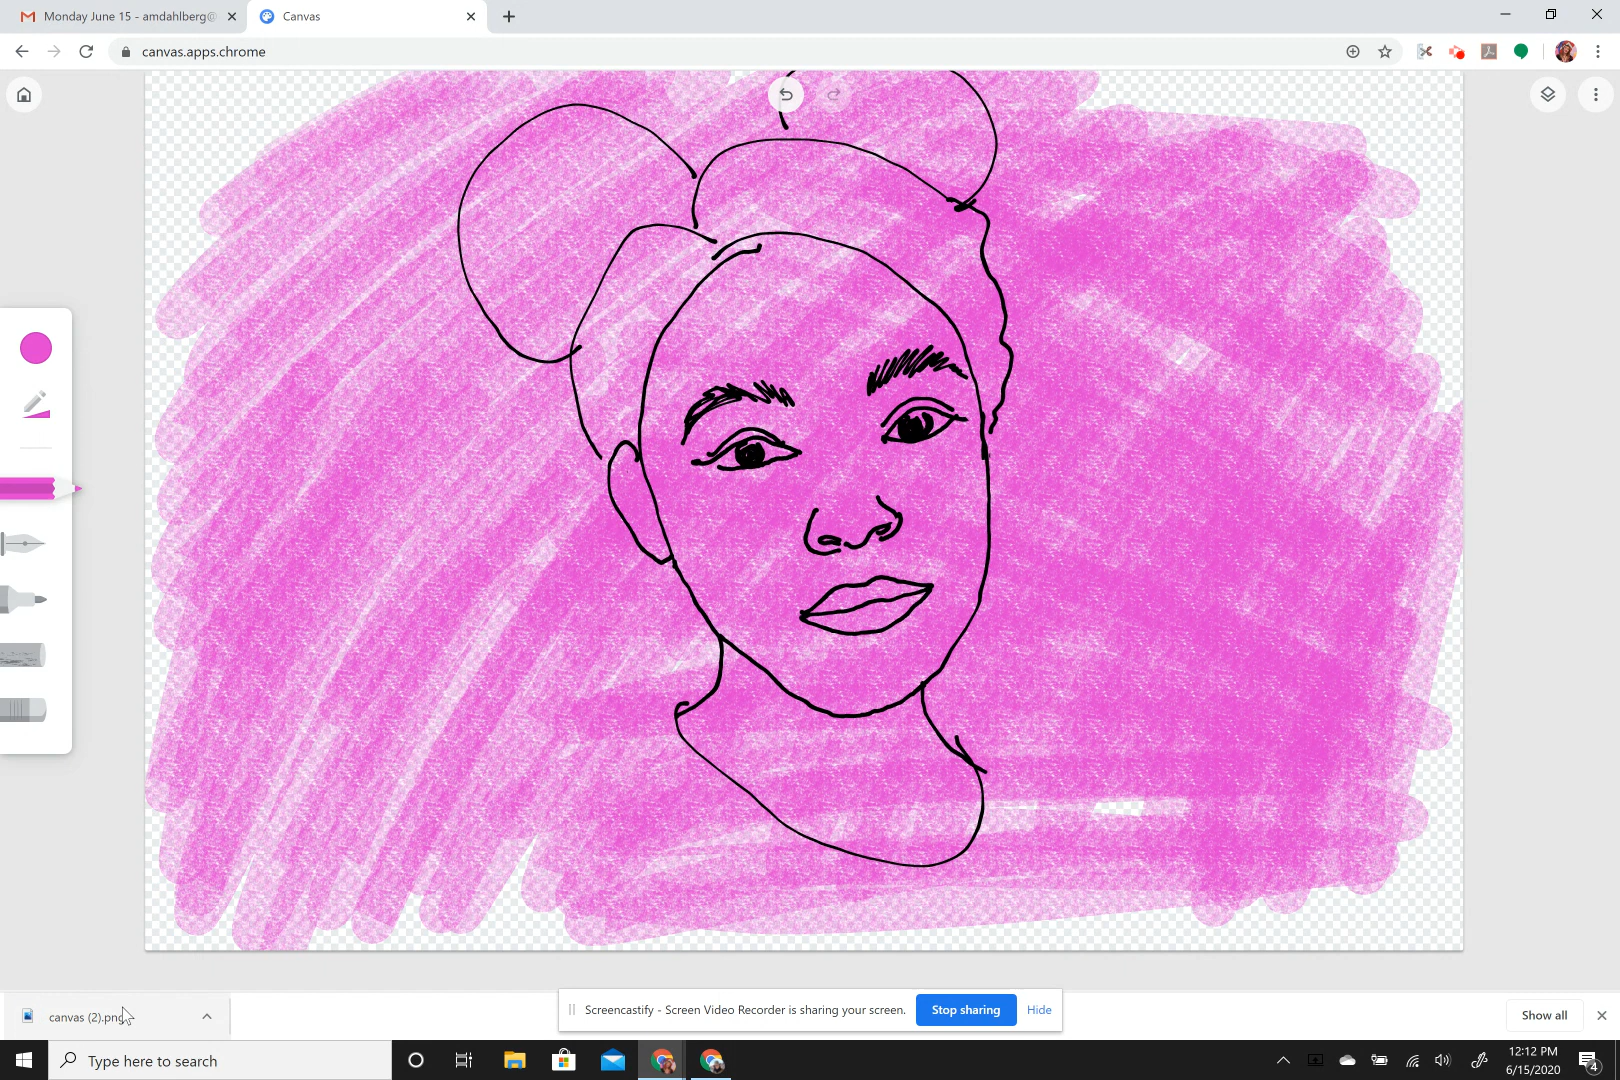 Monday June 15 - amdahlberg@
Canvas
canvas.apps.chrome
canvas (2).png
Screencastify - Screen Video Recorder is sharing your screen.
Stop sharing
Hide
Show all
Type here to search
12:12 PM
6/15/2020
4